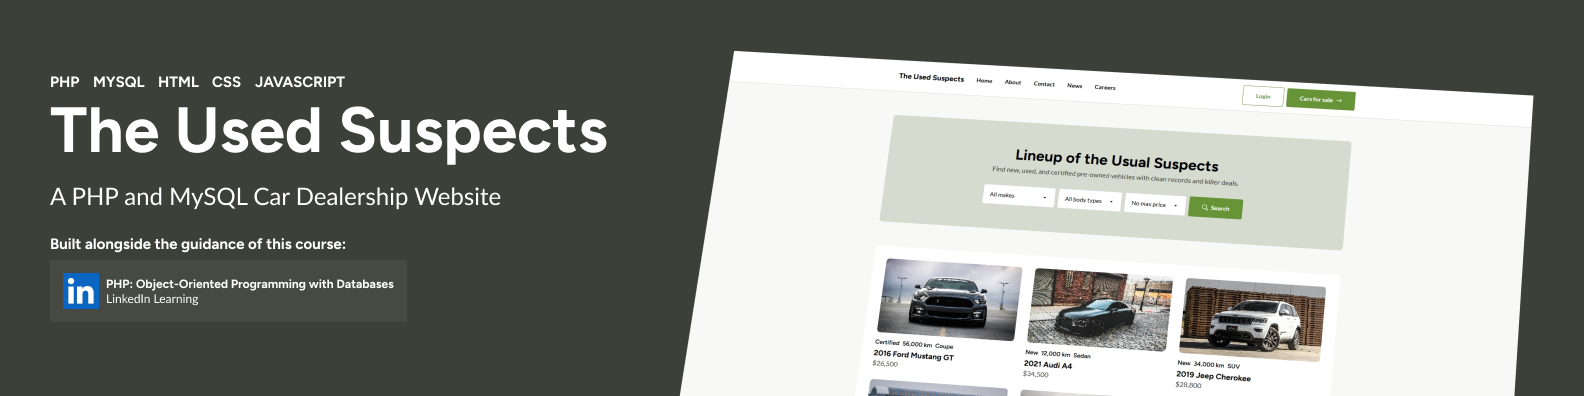 PHP MYSQL HTML CSS JAVASCRIPT
The Used Suspects
A PHP and MySQL Car Dealership Website
Built alongside the guidance of this course:
in
PHP: Object-Oriented Programming with Databases
LinkedIn Learning
The Used Suspects Home About Contact News Careers Login Cars for sale →
Lineup of the Usual Suspects
Find new, used, and certified pre-owned vehicles with clean records and killer deals.
All makes All body types No max price Search
Certified 56,000 km Coupe
2016 Ford Mustang GT
$26,500
New 12,000 km Sedan
2021 Audi A4
$34,500
New 34,000 km SUV
2019 Jeep Cherokee
$28,800